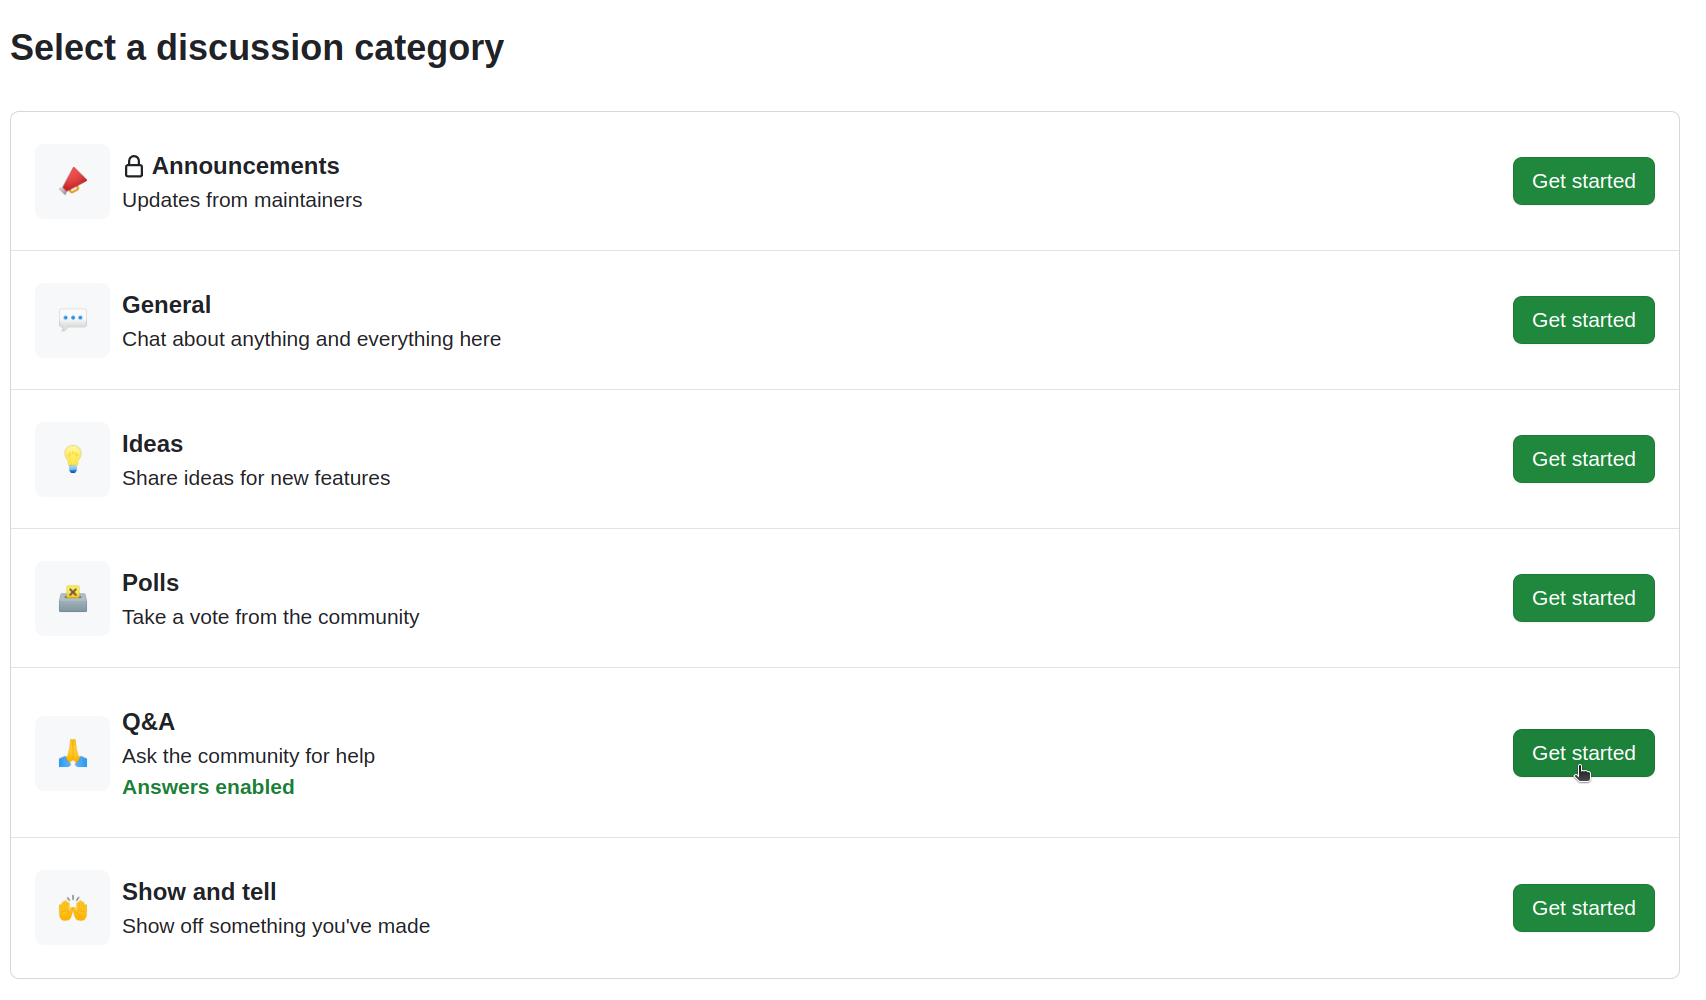 Select a discussion category
Announcements
Updates from maintainers
Get started
General
Chat about anything and everything here
Get started
Ideas
Share ideas for new features
Get started
Polls
Take a vote from the community
Get started
Q&A
Ask the community for help
Answers enabled
Get started
Show and tell
Show off something you've made
Get started